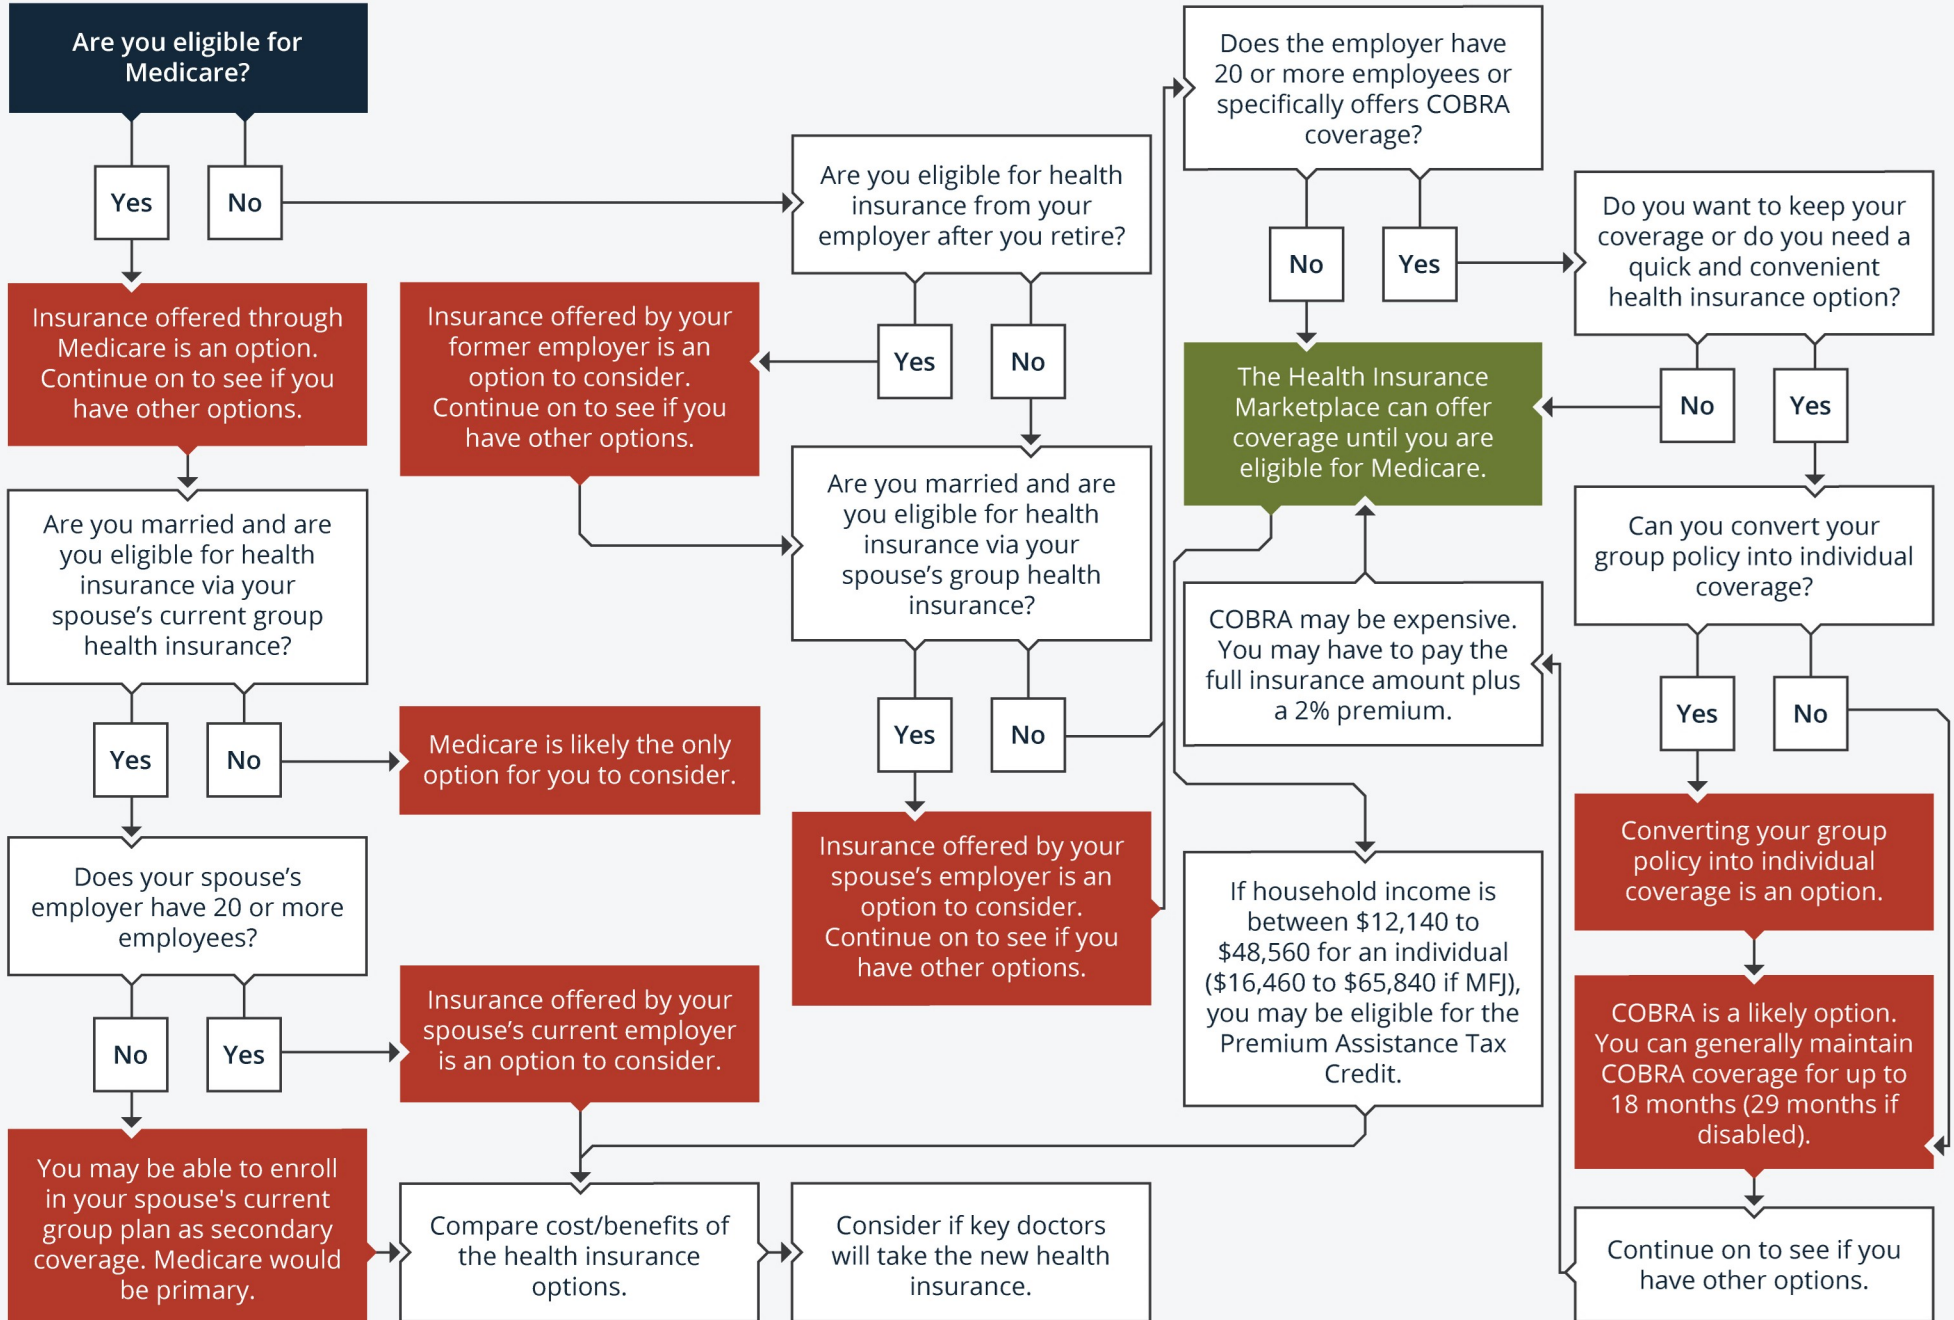 Are you eligible for
Medicare?
Yes
No
Insurance offered through
Medicare is an option.
Continue on to see if you
have other options.
Are you married and are
you eligible for health
insurance via your
spouse's current group
health insurance?
Yes
No
Medicare is likely the only
option for you to consider.
Does your spouse's
employer have 20 or more
employees?
No
Yes
Insurance offered by your
spouse's current employer
is an option to consider.
You may be able to enroll
in your spouse's current
group plan as secondary
coverage. Medicare would
be primary.
Compare cost/benefits of
the health insurance
options.
Consider if key doctors
will take the new health
insurance.
Are you eligible for health
insurance from your
employer after you retire?
Yes
No
Insurance offered by your
former employer is an
option to consider.
Continue on to see if you
have other options.
Are you married and are
you eligible for health
insurance via your
spouse's group health
insurance?
Yes
No
Insurance offered by your
spouse's employer is an
option to consider.
Continue on to see if you
have other options.
Does the employer have
20 or more employees or
specifically offers COBRA
coverage?
No
Yes
The Health Insurance
Marketplace can offer
coverage until you are
eligible for Medicare.
COBRA may be expensive.
You may have to pay the
full insurance amount plus
a 2% premium.
If household income is
between $12,140 to
$48,560 for an individual
($16,460 to $65,840 if MFJ),
you may be eligible for the
Premium Assistance Tax
Credit.
Do you want to keep your
coverage or do you need a
quick and convenient
health insurance option?
No
Yes
Can you convert your
group policy into individual
coverage?
Yes
No
Converting your group
policy into individual
coverage is an option.
COBRA is a likely option.
You can generally maintain
COBRA coverage for up to
18 months (29 months if
disabled).
Continue on to see if you
have other options.